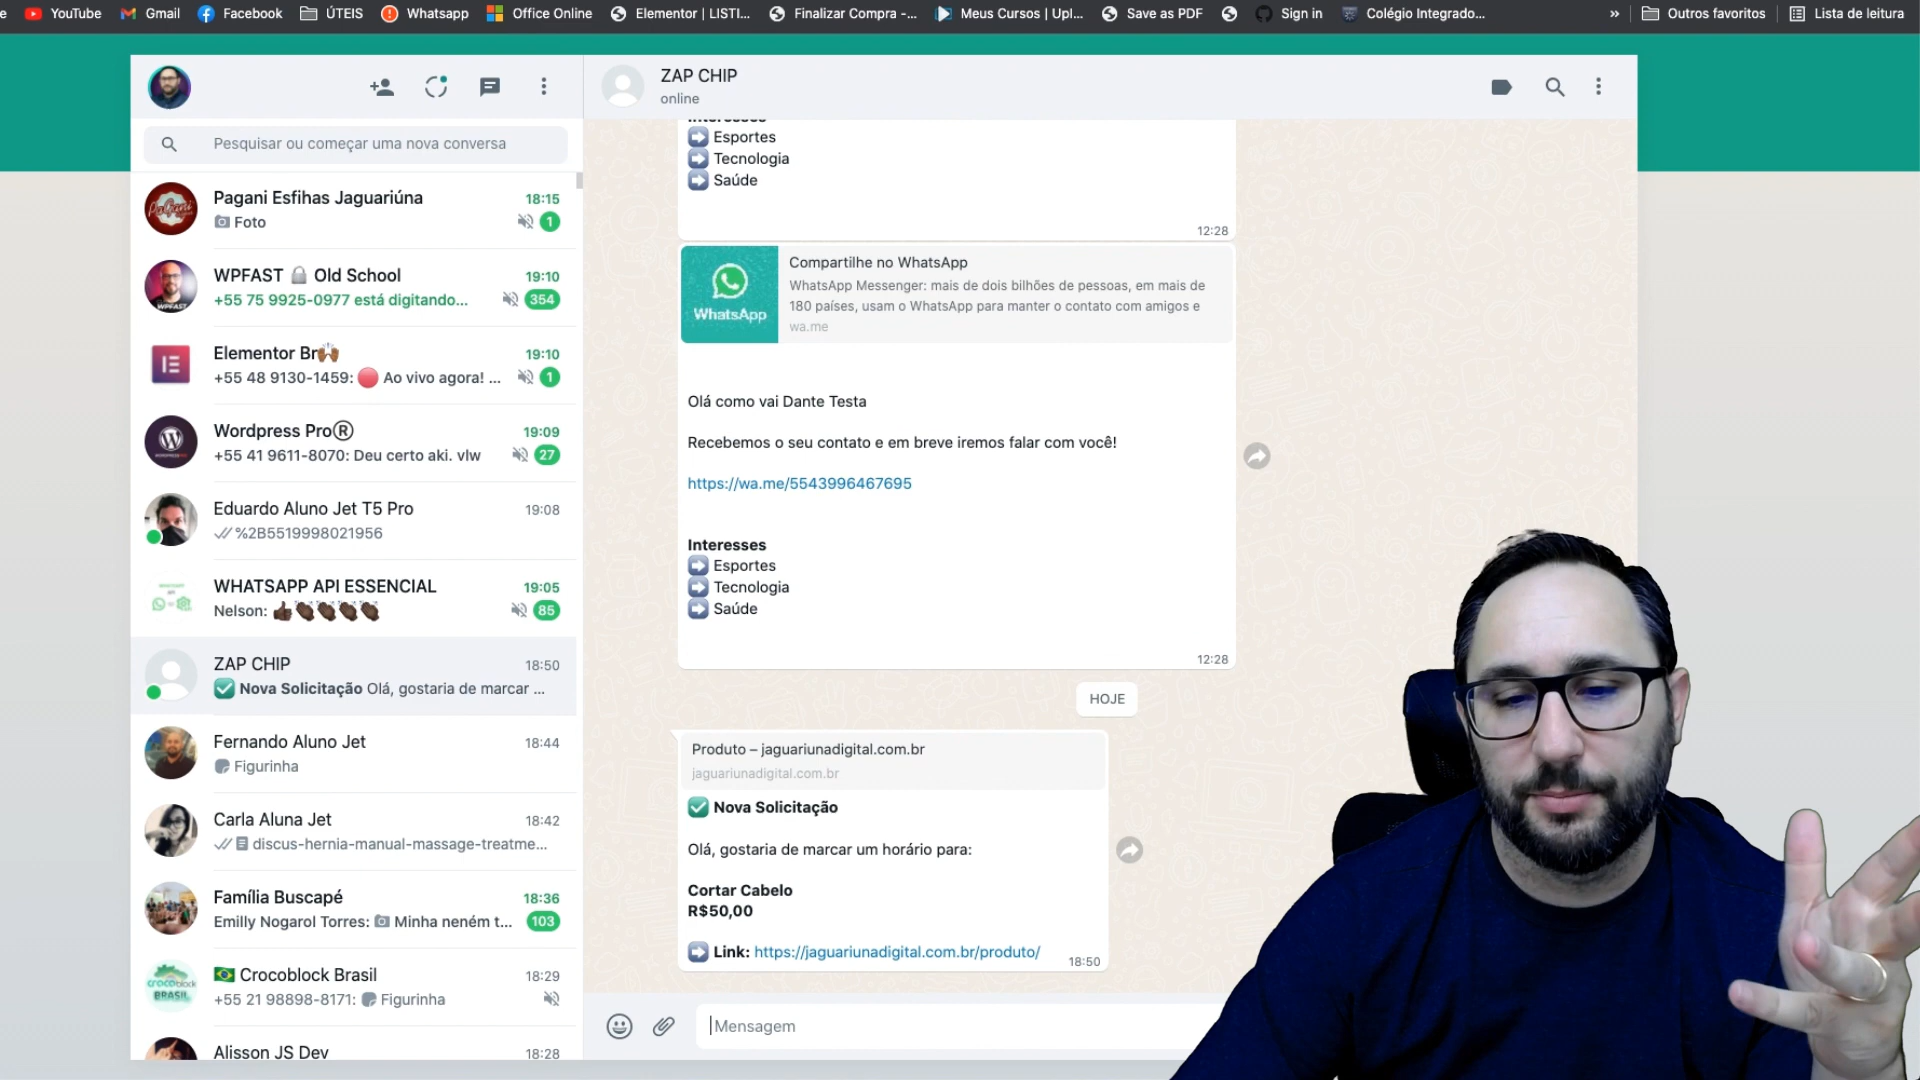 YouTube
Gmail
Facebook
ÚTEIS
Whatsapp
Office Online
Elementor | LISTI...
Finalizar Compra -...
Meus Cursos | Upl...
Save as PDF
Sign in
Colégio Integrado...
»
Outros favoritos
Lista de leitura
Pesquisar ou começar uma nova conversa
Pagani Esfihas Jaguariúna
18:15
Foto
1
WPFAST 🔒 Old School
19:10
+55 75 9925-0977 está digitando...
354
Elementor Br🙌🏾
19:10
+55 48 9130-1459: 🔴 Ao vivo agora! ...
1
Wordpress Pro®
19:09
+55 41 9611-8070: Deu certo aki. vlw
27
Eduardo Aluno Jet T5 Pro
19:08
%2B5519998021956
WHATSAPP API ESSENCIAL
19:05
Nelson: 👍🏿👏🏿👏🏿👏🏿👏🏿
85
ZAP CHIP
18:50
✅ Nova Solicitação Olá, gostaria de marcar ...
Fernando Aluno Jet
18:44
Figurinha
Carla Aluna Jet
18:42
discus-hernia-manual-massage-treatme...
Família Buscapé
18:36
Emilly Nogarol Torres: Minha neném t...
103
🇧🇷 Crocoblock Brasil
18:29
+55 21 98898-8171: Figurinha
Alisson JS Dev
18:28
ZAP CHIP
online
Interesses
➡️ Esportes
➡️ Tecnologia
➡️ Saúde
12:28
WhatsApp
Compartilhe no WhatsApp
WhatsApp Messenger: mais de dois bilhões de pessoas, em mais de
180 países, usam o WhatsApp para manter o contato com amigos e
wa.me
Olá como vai Dante Testa
Recebemos o seu contato e em breve iremos falar com você!
https://wa.me/5543996467695
Interesses
➡️ Esportes
➡️ Tecnologia
➡️ Saúde
12:28
HOJE
Produto – jaguariunadigital.com.br
jaguariunadigital.com.br
✅ Nova Solicitação
Olá, gostaria de marcar um horário para:
Cortar Cabelo
R$50,00
➡️ Link: https://jaguariunadigital.com.br/produto/
18:50
Mensagem